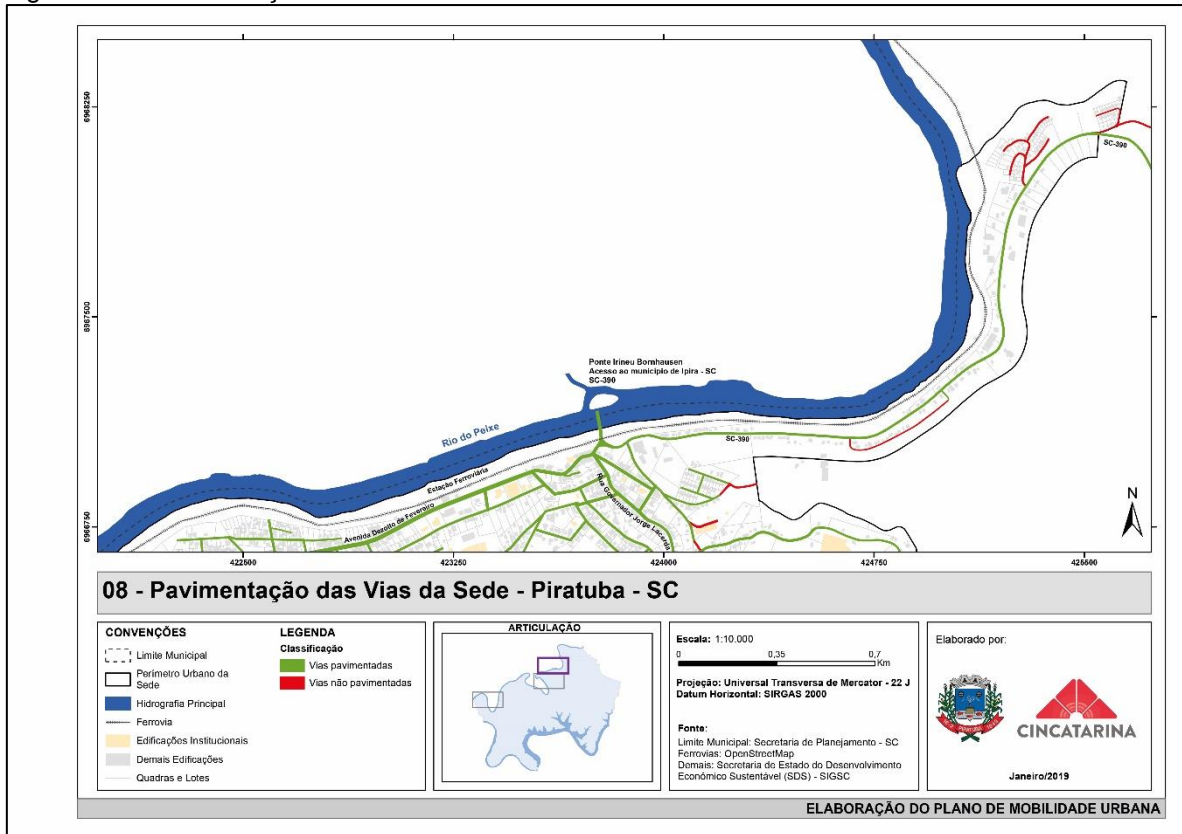 6968250
6967500
6966750
SC-390
Ponte Irineu Bornhausen
Acesso ao município de Ipira - SC
SC-390
Rio do Peixe
SC-390
Estação Ferroviária
Avenida Dezoito de Fevereiro
Rua Governador Jorge Lacerda
N
422500
423250
424000
424750
425500
08 - Pavimentação das Vias da Sede - Piratuba - SC
CONVENÇÕES
Limite Municipal
Perímetro Urbano da
Sede
Hidrografia Principal
Ferrovia
Edificações Institucionais
Demais Edificações
Quadras e Lotes
LEGENDA
Classificação
Vias pavimentadas
Vias não pavimentadas
ARTICULAÇÃO
Escala: 1:10.000
0 0,35 0,7
Km
Projeção: Universal Transversa de Mercator - 22 J
Datum Horizontal: SIRGAS 2000
Fonte:
Limite Municipal: Secretaria de Planejamento - SC
Ferrovias: OpenStreetMap
Demais: Secretaria de Estado do Desenvolvimento
Econômico Sustentável (SDS) - SIGSC
Elaborado por:
CINCATARINA
Janeiro/2019
ELABORAÇÃO DO PLANO DE MOBILIDADE URBANA